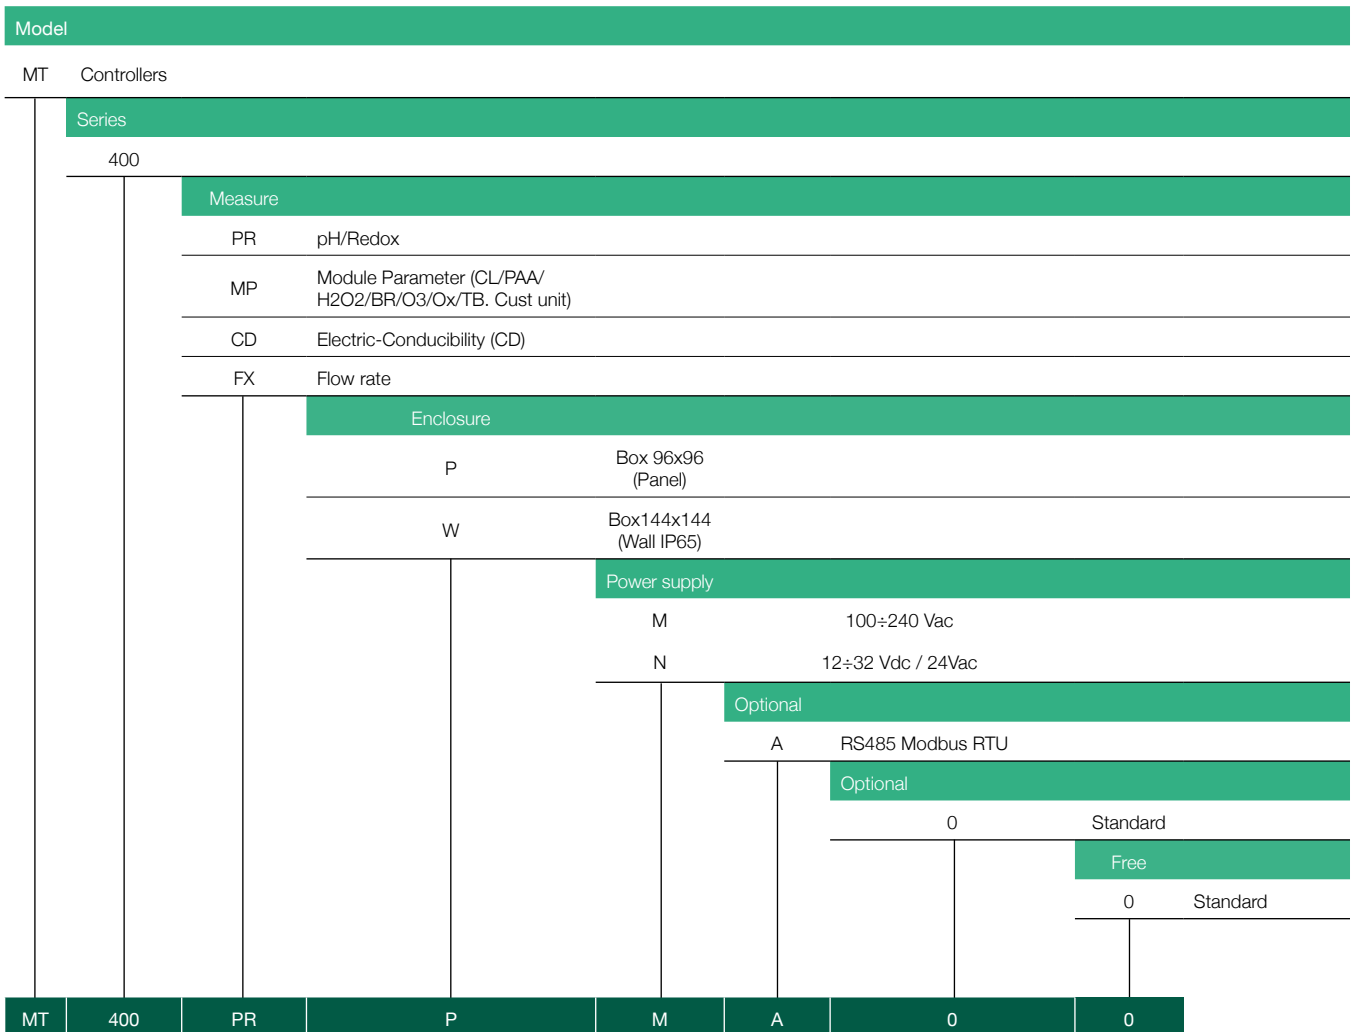 Model
MT Controllers
Series
400
Measure
PR pH/Redox
MP Module Parameter (CL/PAA/
H2O2/BR/O3/Ox/TB. Cust unit)
CD Electric-Conducibility (CD)
FX Flow rate
Enclosure
P Box 96x96
(Panel)
W Box144x144
(Wall IP65)
Power supply
M 100÷240 Vac
N 12÷32 Vdc / 24Vac
Optional
A RS485 Modbus RTU
Optional
0 Standard
Free
0 Standard
MT 400 PR P M A 0 0